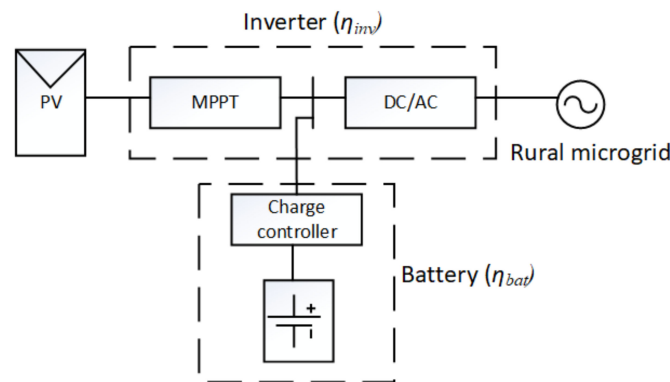 Inverter (ηinv)
PV
MPPT
DC/AC
Rural microgrid
Charge
controller
Battery (ηbat)
+
-